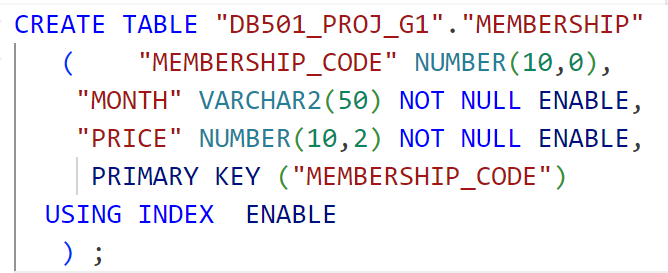 CREATE TABLE "DB501_PROJ_G1"."MEMBERSHIP"
( "MEMBERSHIP_CODE" NUMBER(10,0),
"MONTH" VARCHAR2(50) NOT NULL ENABLE,
"PRICE" NUMBER(10,2) NOT NULL ENABLE,
PRIMARY KEY ("MEMBERSHIP_CODE")
USING INDEX ENABLE
) ;